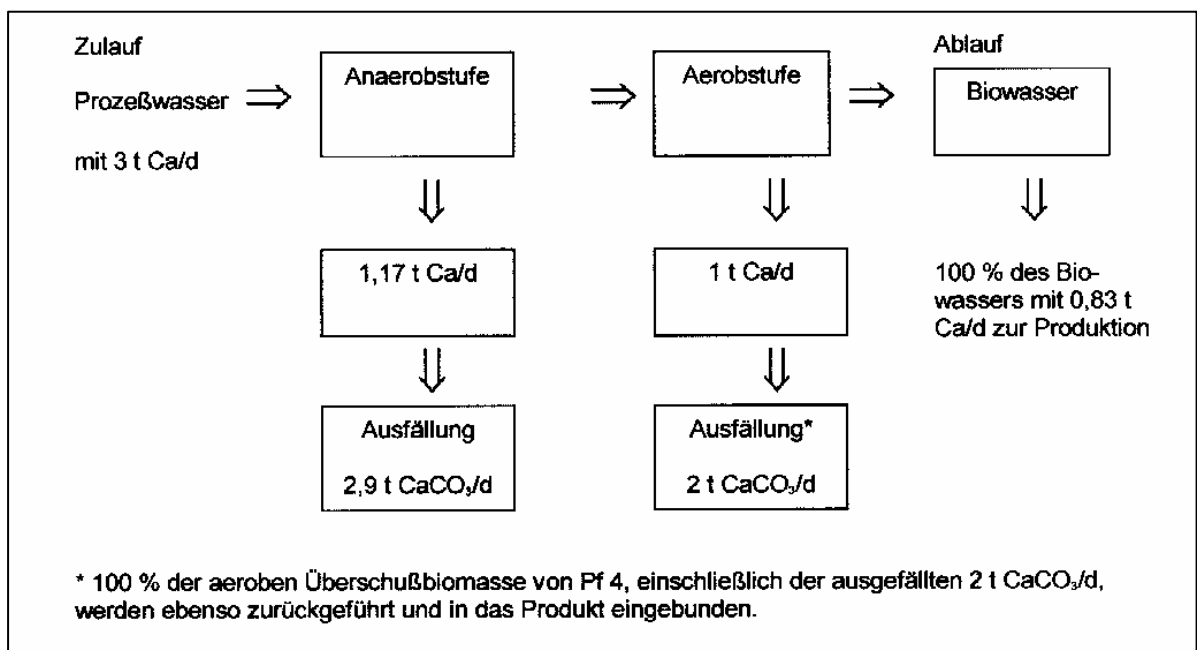 Zulauf
Prozeßwasser
mit 3 t Ca/d
Anaerobstufe
Aerobstufe
Ablauf
Biowasser
1,17 t Ca/d
1 t Ca/d
100 % des Bio-
wassers mit 0,83 t
Ca/d zur Produktion
Ausfällung
2,9 t CaCO₃/d
Ausfällung*
2 t CaCO₃/d
* 100 % der aeroben Überschußbiomasse von Pf 4, einschließlich der ausgefällten 2 t CaCO₃/d,
werden ebenso zurückgeführt und in das Produkt eingebunden.